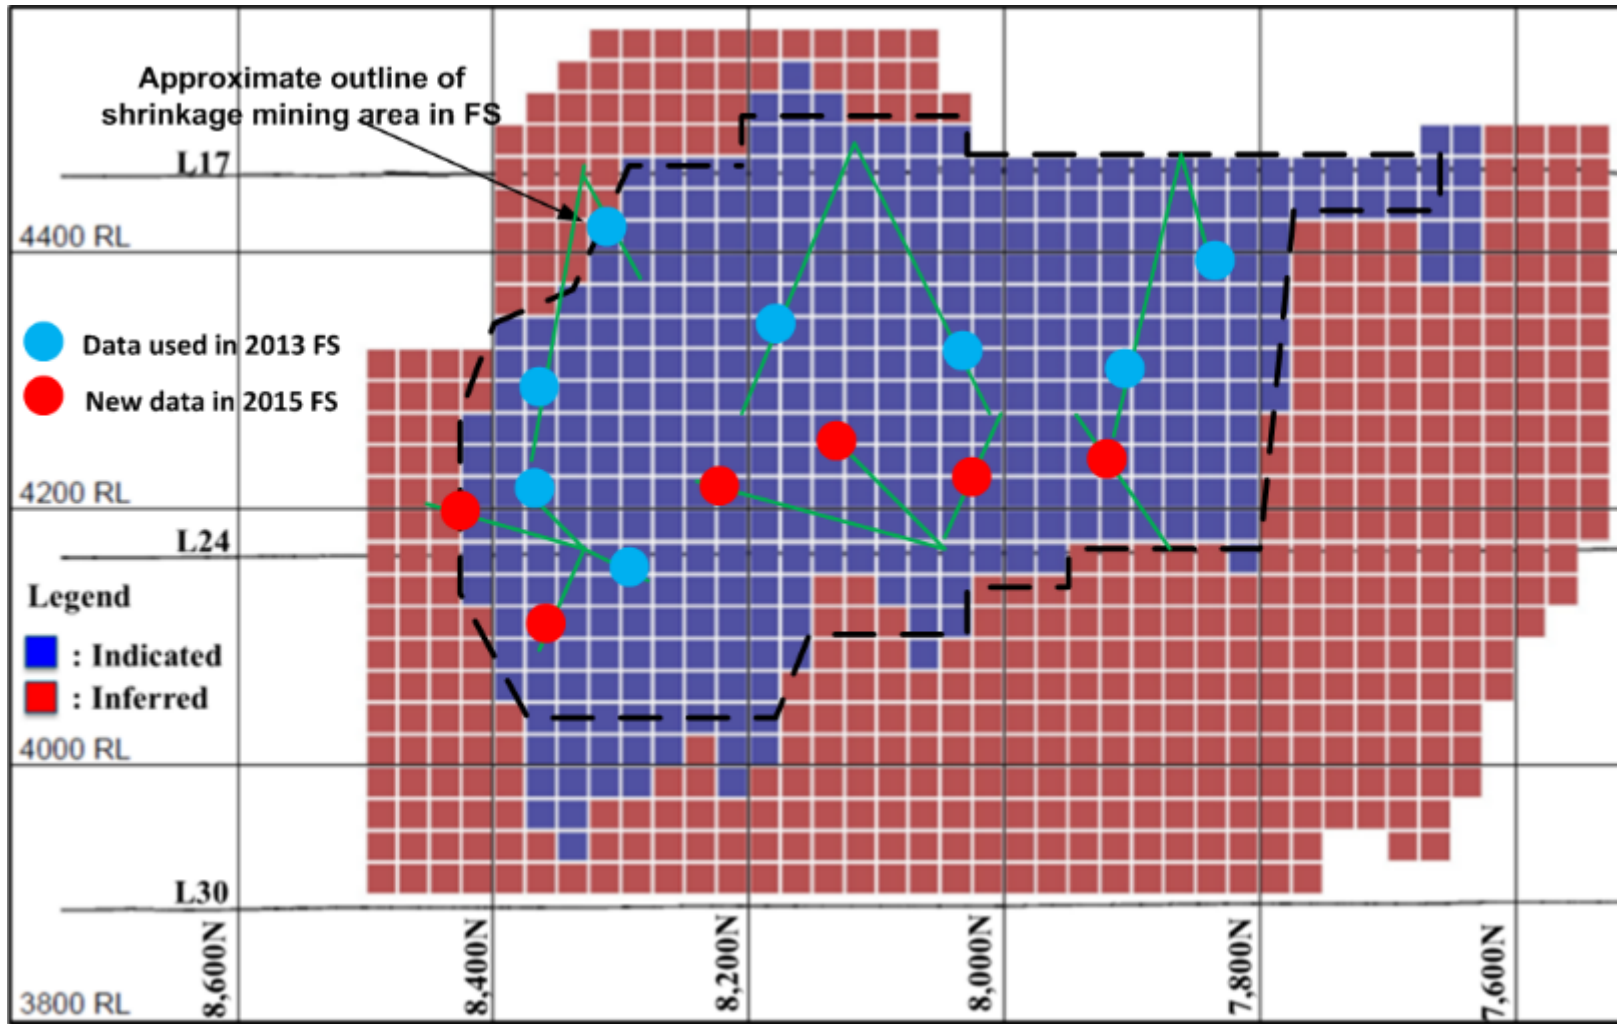 Approximate outline of
shrinkage mining area in FS
L17
4400 RL
Data used in 2013 FS
New data in 2015 FS
4200 RL
L24
Legend
: Indicated
: Inferred
4000 RL
L30
8,600N
8,400N
8,200N
8,000N
7,800N
7,600N
3800 RL